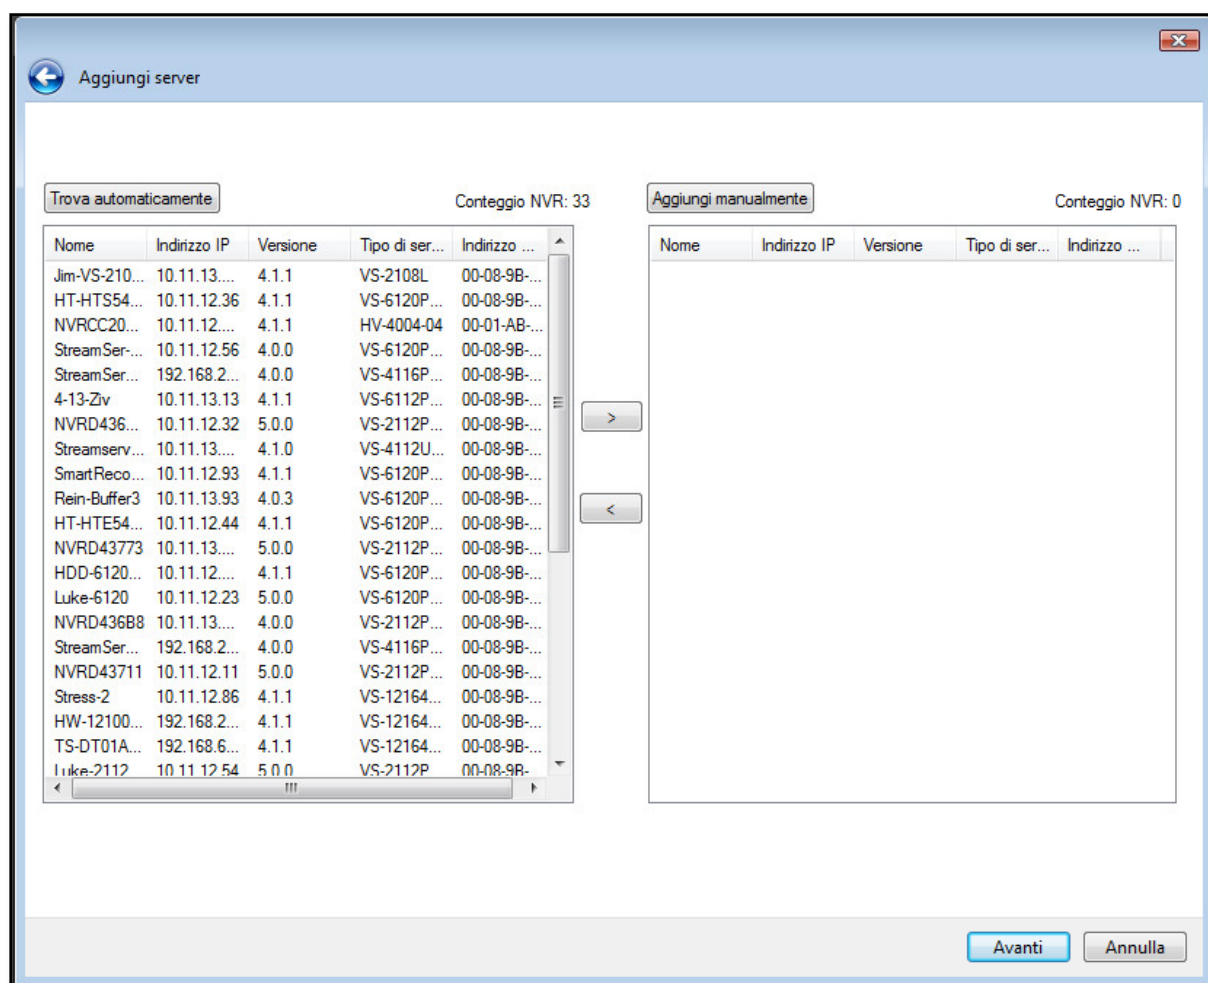 Aggiungi server
Trova automaticamente Conteggio NVR: 33 Aggiungi manualmente Conteggio NVR: 0
Nome Indirizzo IP Versione Tipo di ser... Indirizzo ... Nome Indirizzo IP Versione Tipo di ser... Indirizzo ...
Jim-VS-210... 10.11.13.... 4.1.1 VS-2108L 00-08-9B-...
HT-HTS54... 10.11.12.36 4.1.1 VS-6120P... 00-08-9B-...
NVRCC20... 10.11.12.... 4.1.1 HV-4004-04 00-01-AB-...
StreamSer-... 10.11.12.56 4.0.0 VS-6120P... 00-08-9B-...
StreamSer... 192.168.2... 4.0.0 VS-4116P... 00-08-9B-...
4-13-Ziv 10.11.13.13 4.1.1 VS-6112P... 00-08-9B-...
NVRD436... 10.11.12.32 5.0.0 VS-2112P... 00-08-9B-...
>
Streamserv... 10.11.13.... 4.1.0 VS-4112U... 00-08-9B-...
SmartReco... 10.11.12.93 4.1.1 VS-6120P... 00-08-9B-...
Rein-Buffer3 10.11.13.93 4.0.3 VS-6120P... 00-08-9B-...
<
HT-HTE54... 10.11.12.44 4.1.1 VS-6120P... 00-08-9B-...
NVRD43773 10.11.13.... 5.0.0 VS-2112P... 00-08-9B-...
HDD-6120... 10.11.12.... 4.1.1 VS-6120P... 00-08-9B-...
Luke-6120 10.11.12.23 5.0.0 VS-6120P... 00-08-9B-...
NVRD436B8 10.11.13.... 4.0.0 VS-2112P... 00-08-9B-...
StreamSer... 192.168.2... 4.0.0 VS-4116P... 00-08-9B-...
NVRD43711 10.11.12.11 5.0.0 VS-2112P... 00-08-9B-...
Stress-2 10.11.12.86 4.1.1 VS-12164... 00-08-9B-...
HW-12100... 192.168.2... 4.1.1 VS-12164... 00-08-9B-...
TS-DT01A... 192.168.6... 4.1.1 VS-12164... 00-08-9B-...
Luke-2112 10.11.12.54 5.0.0 VS-2112P 00-08-9B-
Avanti Annulla